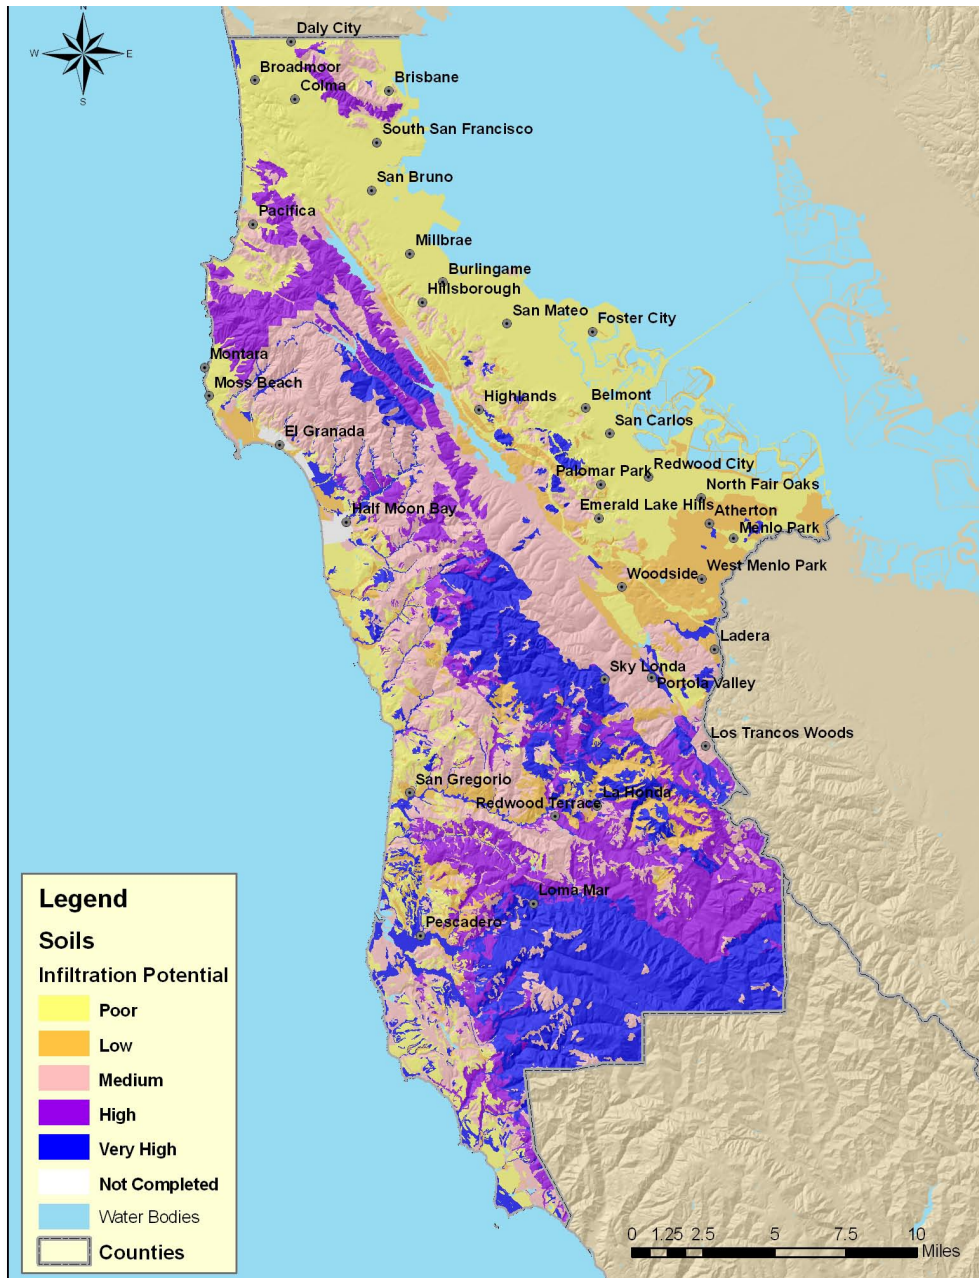 N
W
E
S
Daly City
Broadmoor
Brisbane
Colma
South San Francisco
San Bruno
Pacifica
Millbrae
Burlingame
Hillsborough
San Mateo
Foster City
Montara
Moss Beach
Highlands
Belmont
San Carlos
El Granada
Palomar Park
Redwood City
North Fair Oaks
Half Moon Bay
Emerald Lake Hills
Atherton
Menlo Park
Woodside
West Menlo Park
Ladera
Sky Londa
Portola Valley
Los Trancos Woods
San Gregorio
Redwood Terrace
La Honda
Loma Mar
Pescadero
Legend
Soils
Infiltration Potential
Poor
Low
Medium
High
Very High
Not Completed
Water Bodies
Counties
0 1.25 2.5 5 7.5 10
Miles